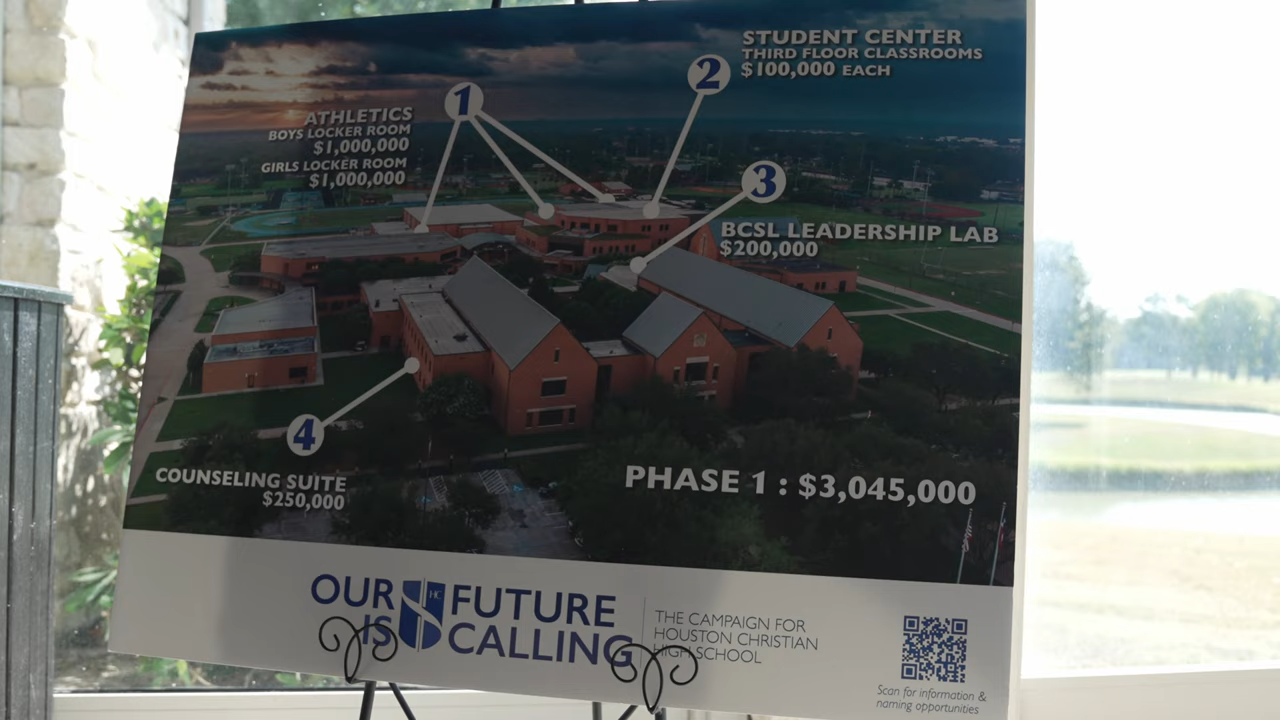 STUDENT CENTER
THIRD FLOOR CLASSROOMS
$100,000 EACH
2
1
ATHLETICS
BOYS LOCKER ROOM
$1,000,000
GIRLS LOCKER ROOM
$1,000,000
3
BCSL LEADERSHIP LAB
$200,000
4
COUNSELING SUITE
$250,000
PHASE 1 : $3,045,000
OUR FUTURE
IS CALLING
HC
THE CAMPAIGN FOR
HOUSTON CHRISTIAN
HIGH SCHOOL
Scan for information &
naming opportunities